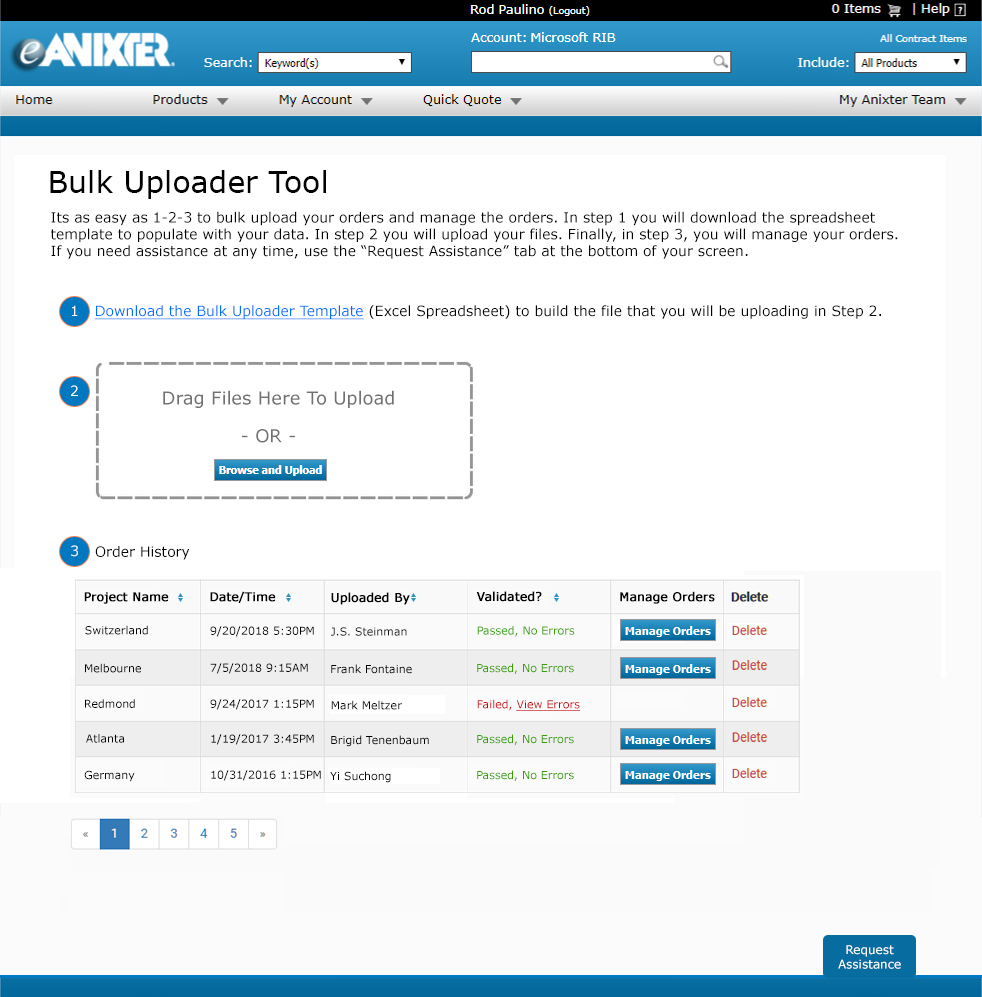 Rod Paulino (Logout)
0 Items | Help ?
eANIXTER
Account: Microsoft RIB
All Contract Items
Search: Keyword(s)
Include: All Products
Home Products My Account Quick Quote My Anixter Team
Bulk Uploader Tool
Its as easy as 1-2-3 to bulk upload your orders and manage the orders. In step 1 you will download the spreadsheet
template to populate with your data. In step 2 you will upload your files. Finally, in step 3, you will manage your orders.
If you need assistance at any time, use the “Request Assistance” tab at the bottom of your screen.
1 Download the Bulk Uploader Template (Excel Spreadsheet) to build the file that you will be uploading in Step 2.
2
Drag Files Here To Upload
- OR -
Browse and Upload
3 Order History
Project Name Date/Time Uploaded By Validated? Manage Orders Delete
Switzerland 9/20/2018 5:30PM J.S. Steinman Passed, No Errors Manage Orders Delete
Melbourne 7/5/2018 9:15AM Frank Fontaine Passed, No Errors Manage Orders Delete
Redmond 9/24/2017 1:15PM Mark Meltzer Failed, View Errors Delete
Atlanta 1/19/2017 3:45PM Brigid Tenenbaum Passed, No Errors Manage Orders Delete
Germany 10/31/2016 1:15PM Yi Suchong Passed, No Errors Manage Orders Delete
« 1 2 3 4 5 »
Request
Assistance